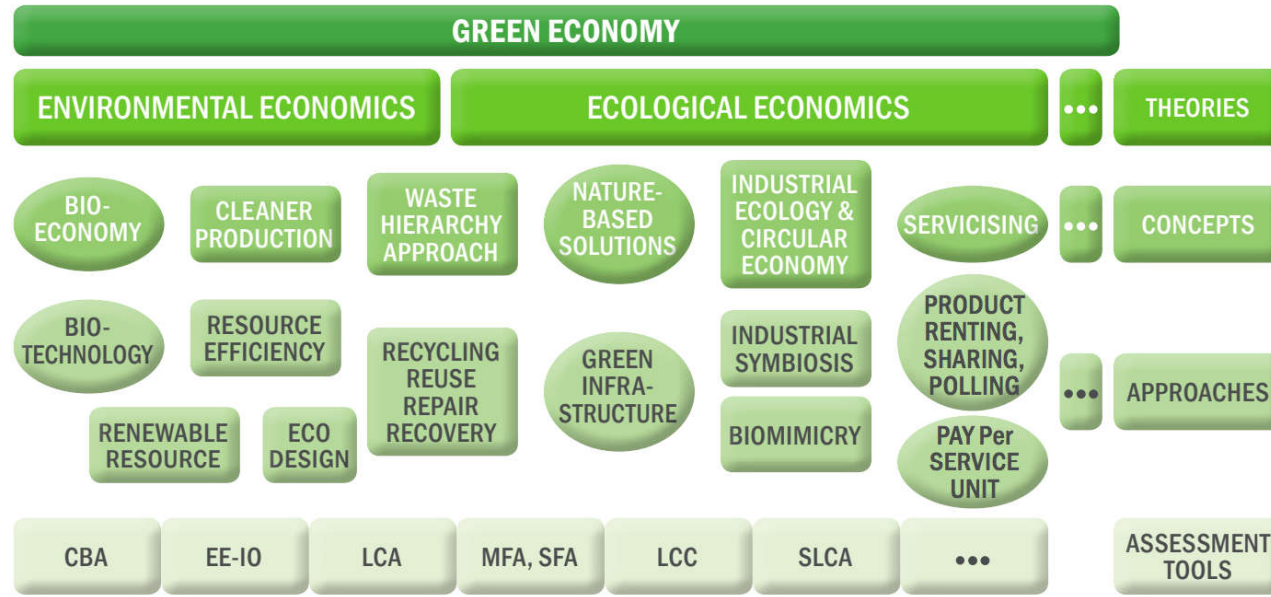 GREEN ECONOMY
ENVIRONMENTAL ECONOMICS
ECOLOGICAL ECONOMICS
•••
THEORIES
BIO-
ECONOMY
CLEANER
PRODUCTION
WASTE
HIERARCHY
APPROACH
NATURE-
BASED
SOLUTIONS
INDUSTRIAL
ECOLOGY &
CIRCULAR
ECONOMY
SERVICISING
•••
CONCEPTS
BIO-
TECHNOLOGY
RESOURCE
EFFICIENCY
RENEWABLE
RESOURCE
ECO
DESIGN
RECYCLING
REUSE
REPAIR
RECOVERY
GREEN
INFRA-
STRUCTURE
INDUSTRIAL
SYMBIOSIS
BIOMIMICRY
PRODUCT
RENTING,
SHARING,
POLLING
PAY Per
SERVICE
UNIT
•••
APPROACHES
CBA
EE-IO
LCA
MFA, SFA
LCC
SLCA
•••
ASSESSMENT
TOOLS